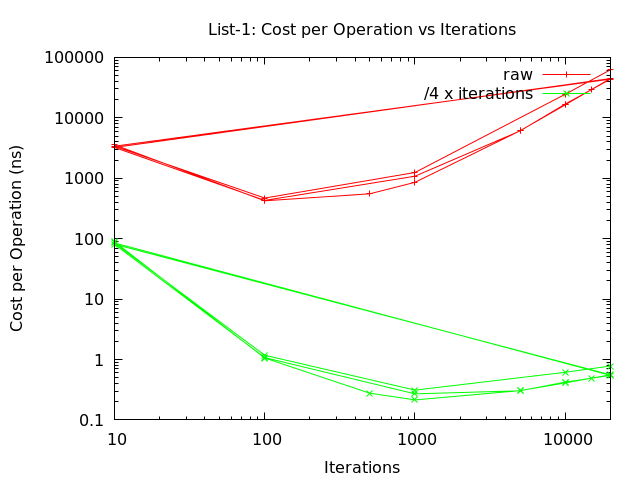 List-1: Cost per Operation vs Iterations
100000
10000
1000
100
10
1
0.1
Cost per Operation (ns)
raw
/4 x iterations
10 100 1000 10000
Iterations